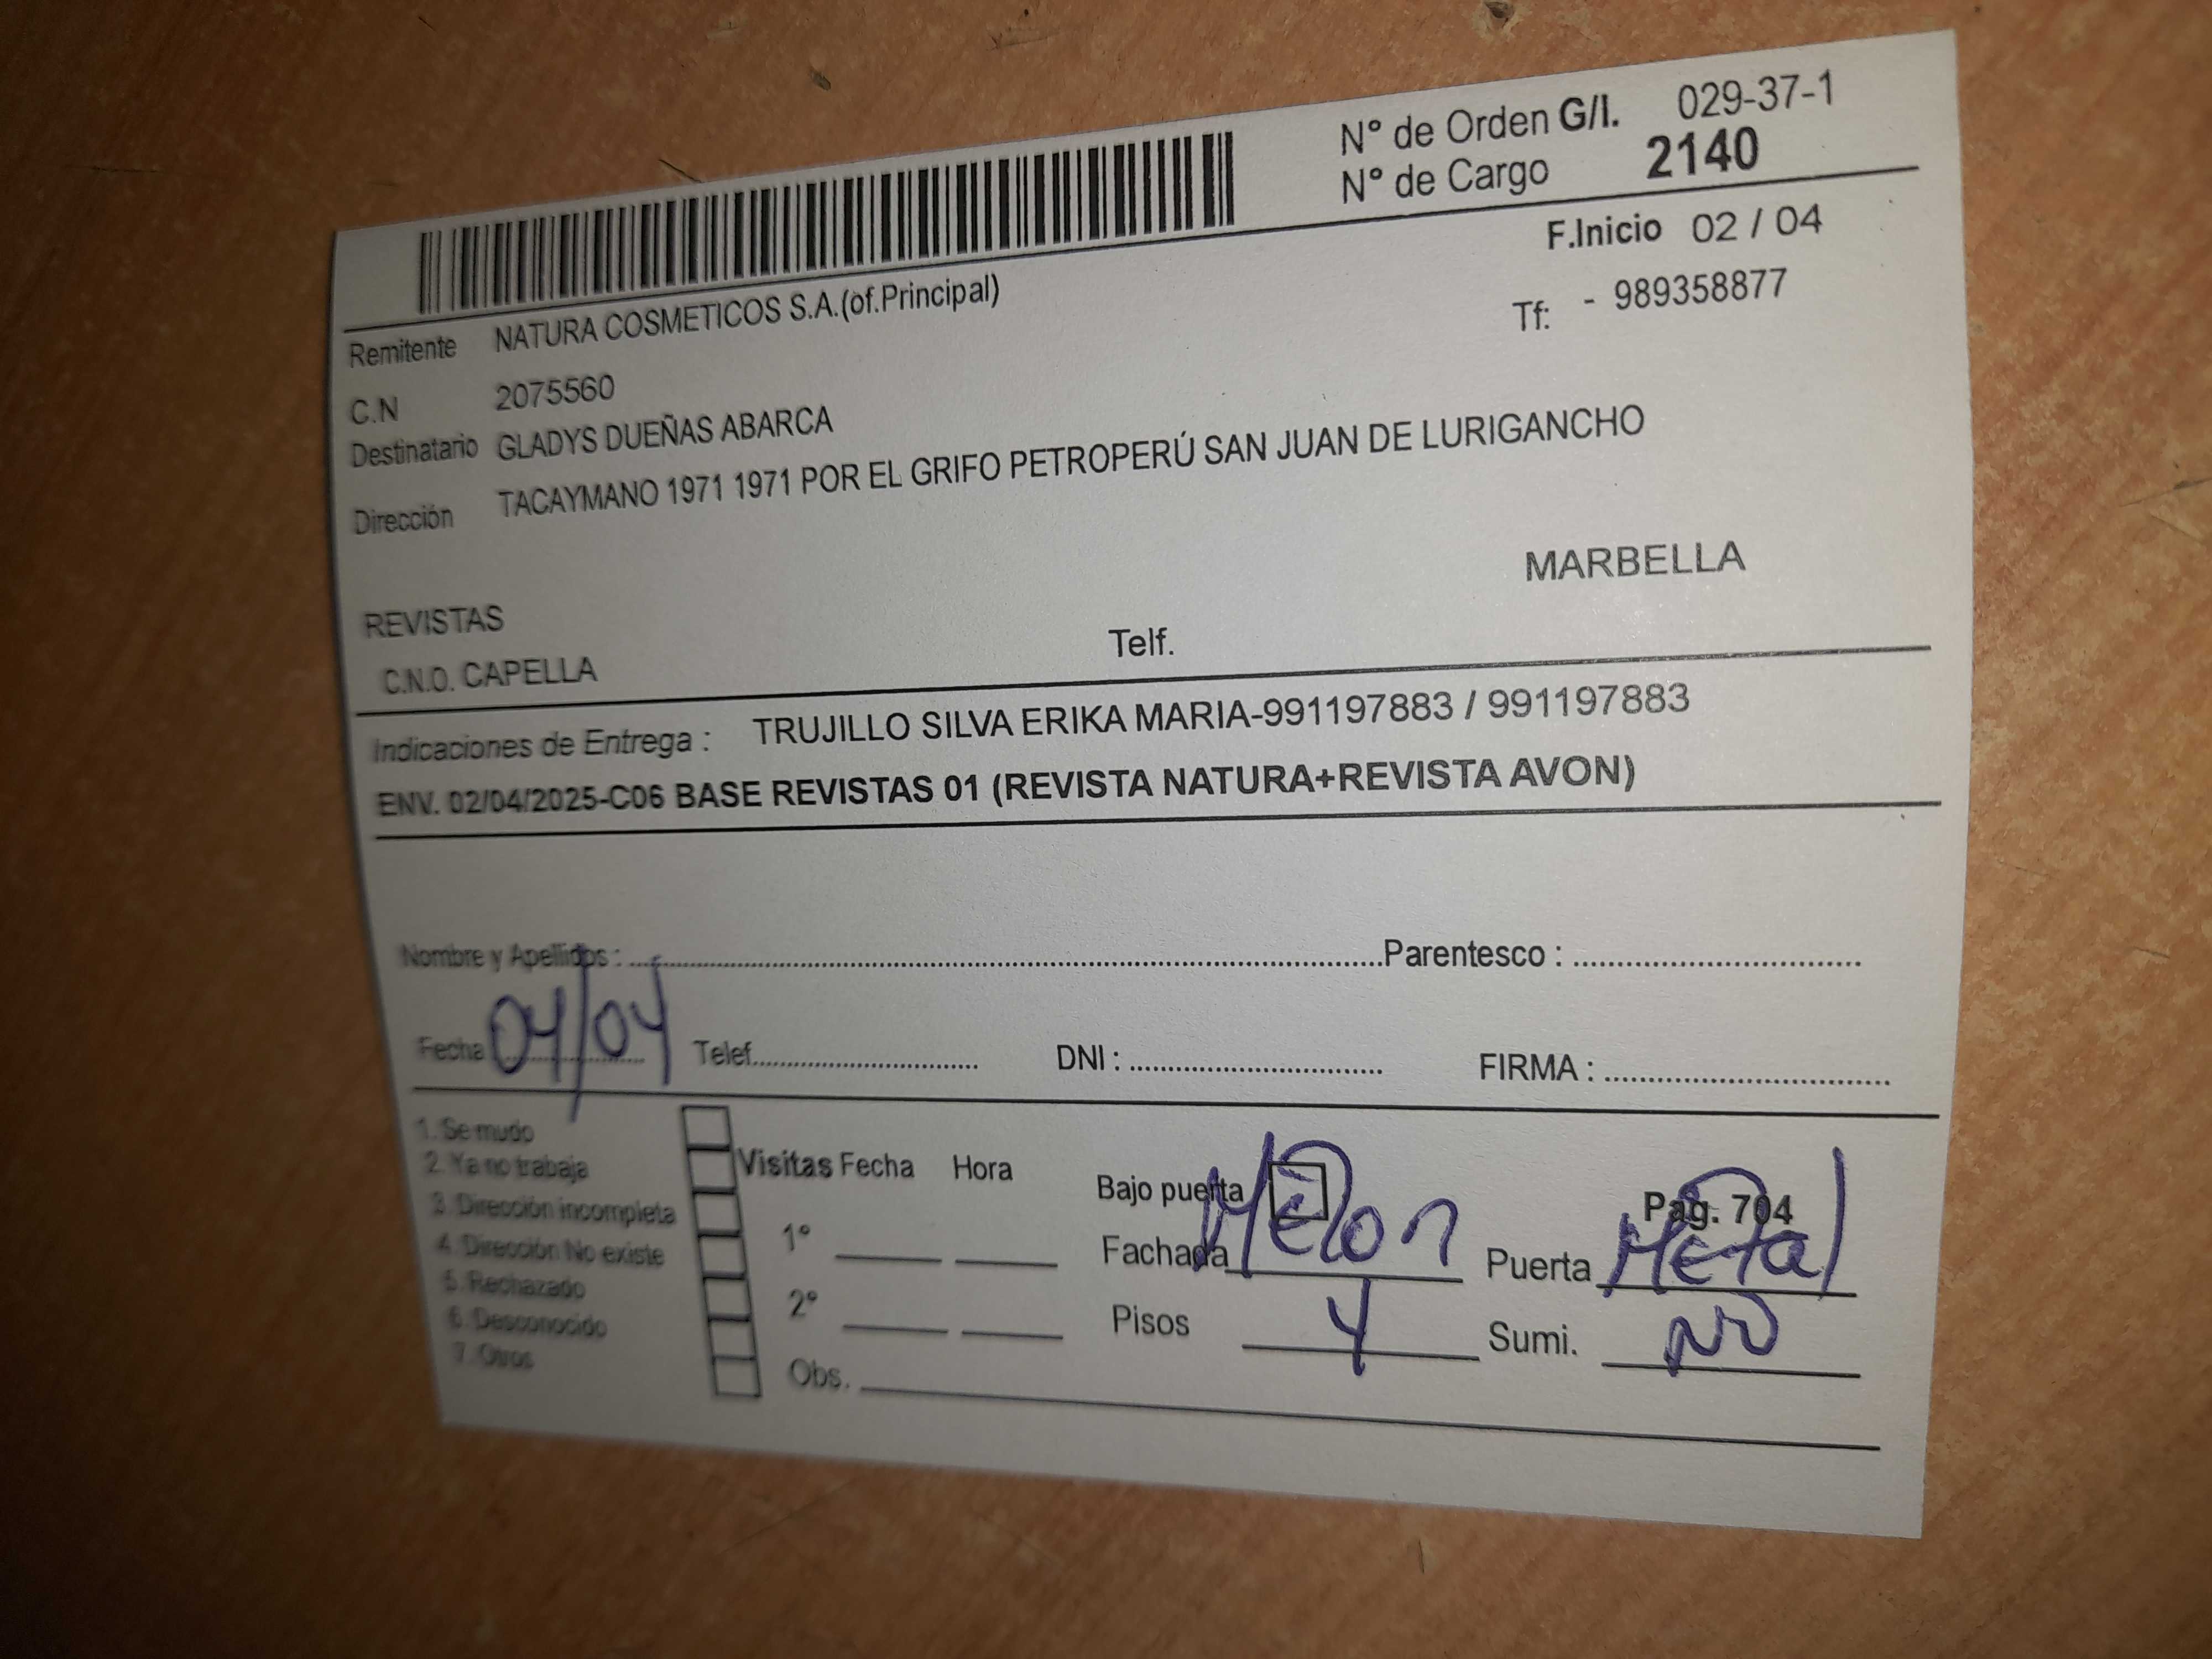 N° de Orden G/I. 029-37-1
N° de Cargo 2140
F.Inicio 02 / 04
Remitente NATURA COSMETICOS S.A.(of.Principal)
Tf: - 989358877
C.N 2075560
Destinatario GLADYS DUEÑAS ABARCA
Dirección TACAYMANO 1971 1971 POR EL GRIFO PETROPERÚ SAN JUAN DE LURIGANCHO
MARBELLA
REVISTAS
C.N.O. CAPELLA Telf.
Indicaciones de Entrega : TRUJILLO SILVA ERIKA MARIA-991197883 / 991197883
ENV. 02/04/2025-C06 BASE REVISTAS 01 (REVISTA NATURA+REVISTA AVON)
Nombre y Apellidos : Parentesco :
Fecha 04/04 Telef. DNI : FIRMA :
1. Se mudo
2. Ya no trabaja
3. Dirección incompleta
4. Dirección No existe
5. Rechazado
6. Desconocido
7. Otros
Visitas Fecha Hora
1°
2°
Obs.
Bajo puerta
Pag. 704
Fachada Melon Puerta Metal
Pisos 4 Sumi. NO